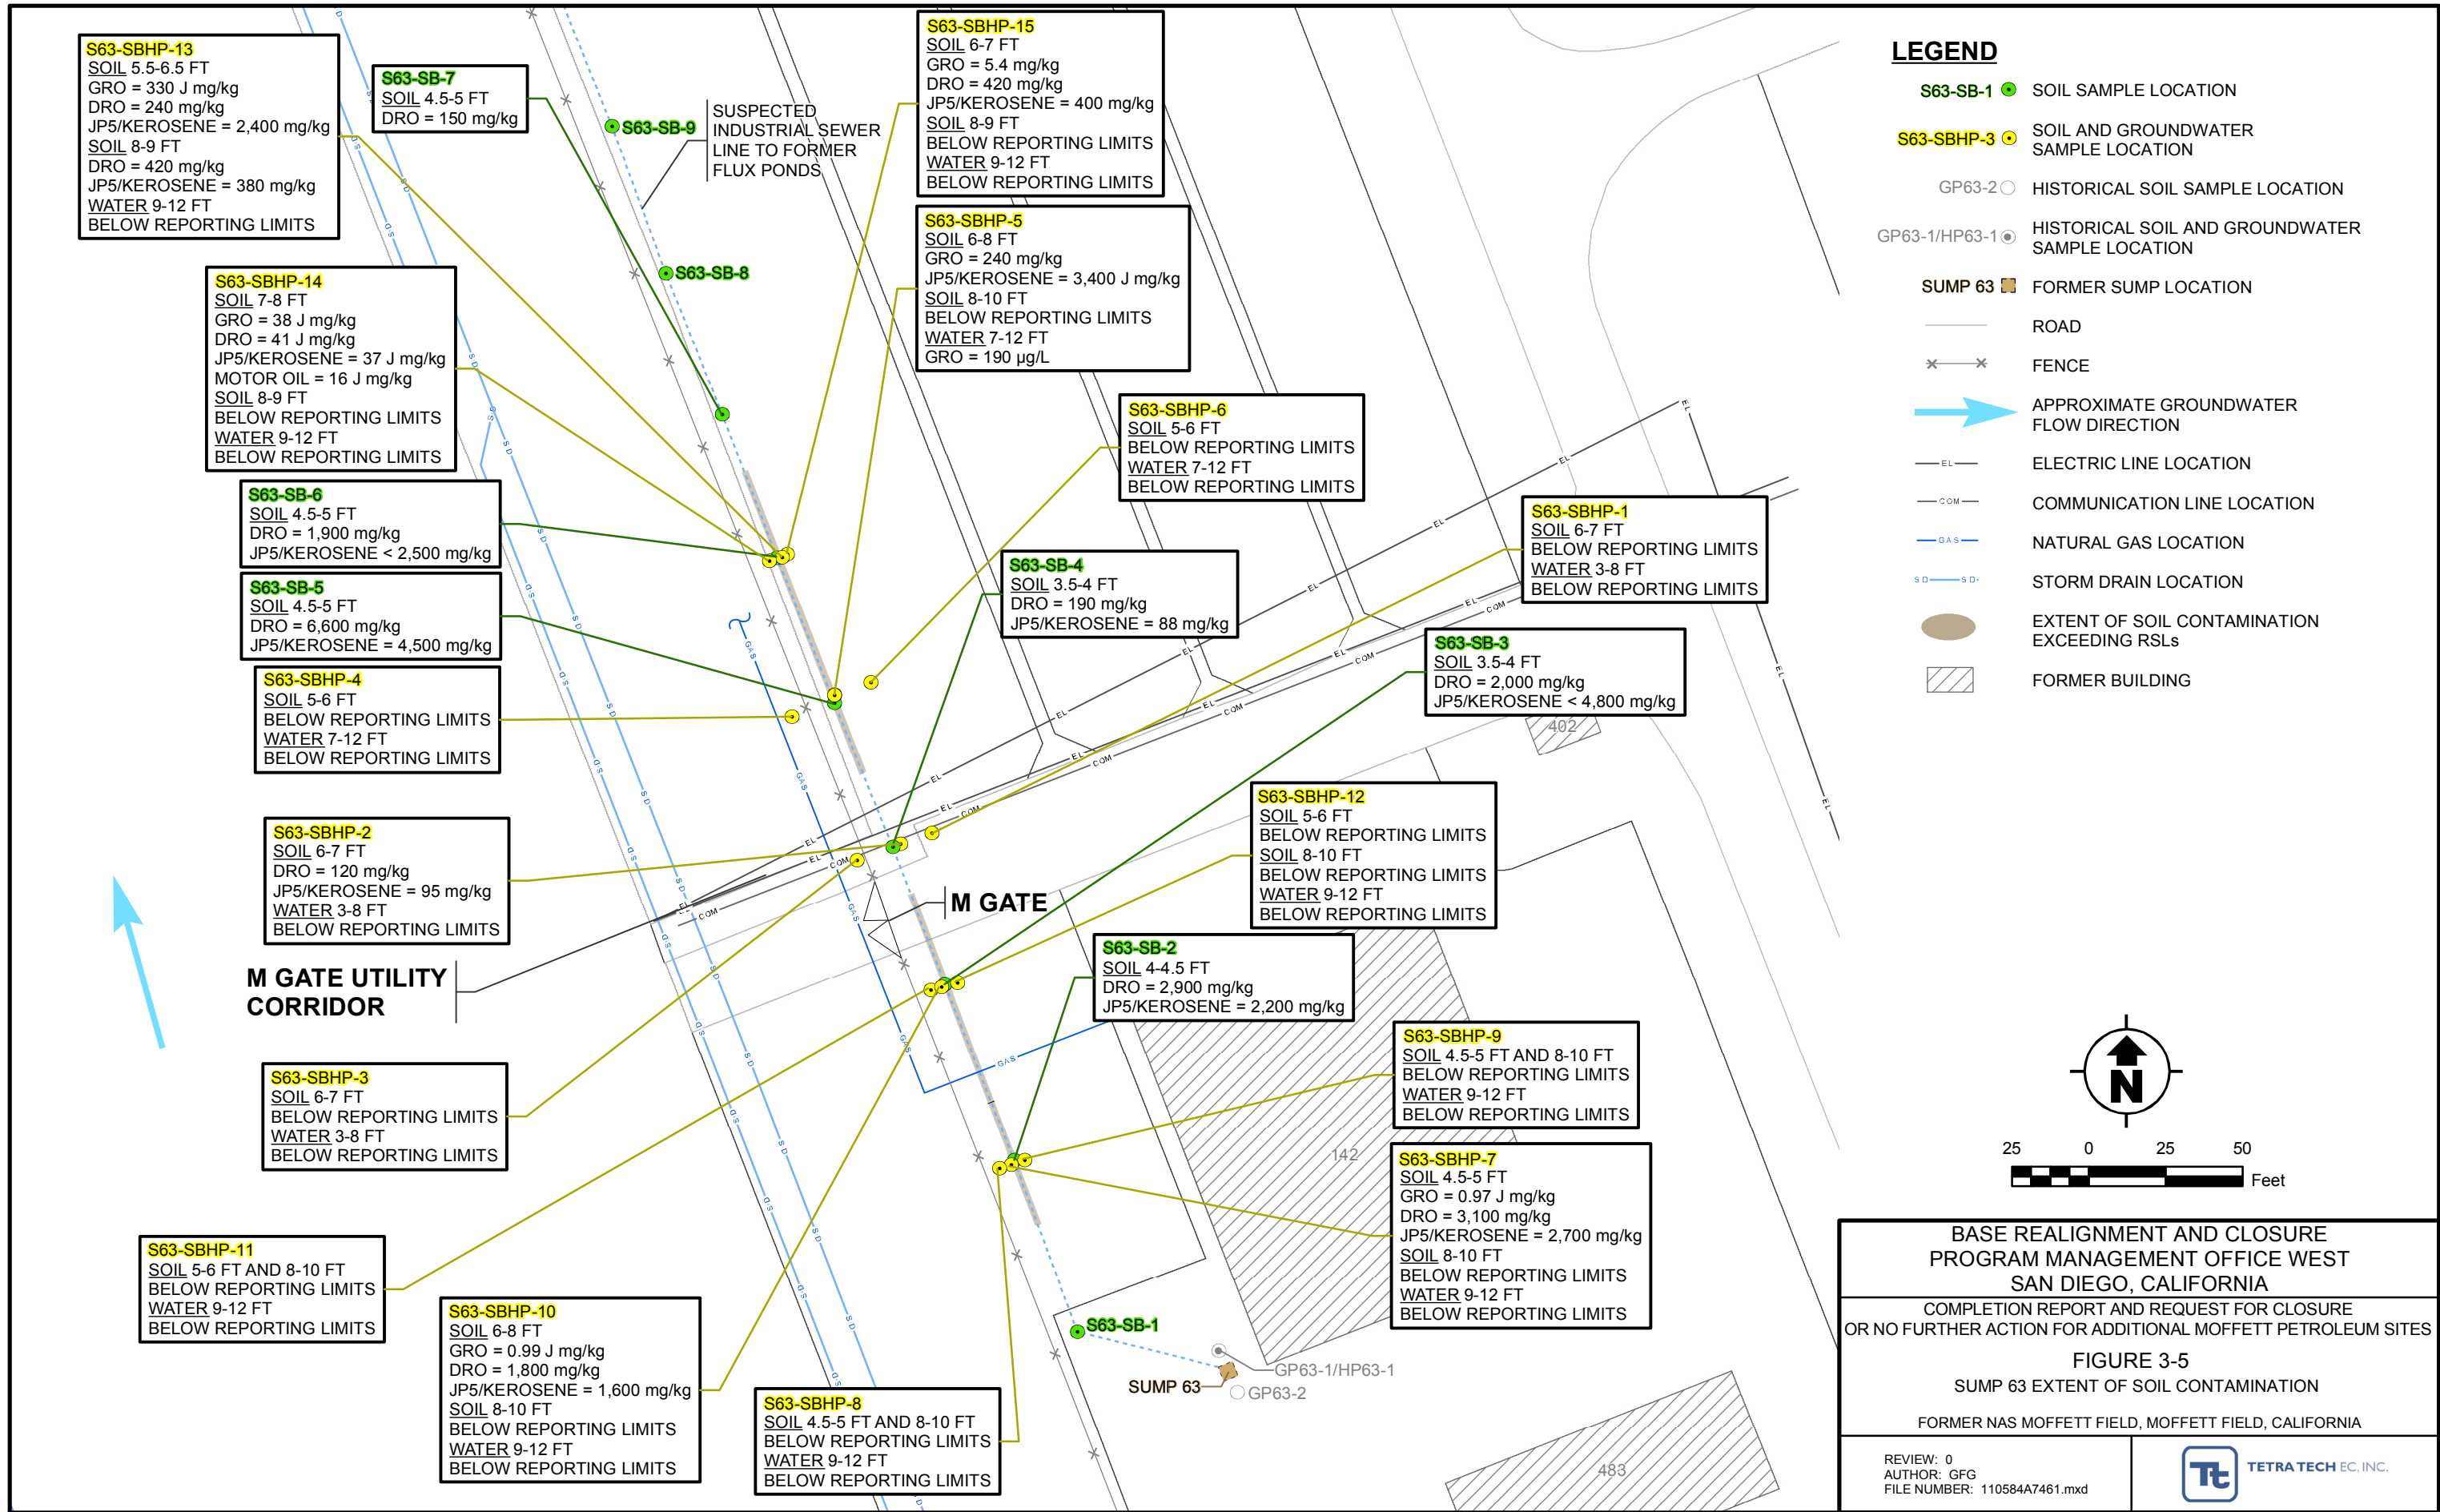 S63-SBHP-13
SOIL 5.5-6.5 FT
GRO = 330 J mg/kg
DRO = 240 mg/kg
JP5/KEROSENE = 2,400 mg/kg
SOIL 8-9 FT
DRO = 420 mg/kg
JP5/KEROSENE = 380 mg/kg
WATER 9-12 FT
BELOW REPORTING LIMITS
S63-SB-7
SOIL 4.5-5 FT
DRO = 150 mg/kg
S63-SB-9
SUSPECTED
INDUSTRIAL SEWER
LINE TO FORMER
FLUX PONDS
S63-SB-8
S63-SBHP-15
SOIL 6-7 FT
GRO = 5.4 mg/kg
DRO = 420 mg/kg
JP5/KEROSENE = 400 mg/kg
SOIL 8-9 FT
BELOW REPORTING LIMITS
WATER 9-12 FT
BELOW REPORTING LIMITS
S63-SBHP-5
SOIL 6-8 FT
GRO = 240 mg/kg
JP5/KEROSENE = 3,400 J mg/kg
SOIL 8-10 FT
BELOW REPORTING LIMITS
WATER 7-12 FT
GRO = 190 µg/L
S63-SBHP-14
SOIL 7-8 FT
GRO = 38 J mg/kg
DRO = 41 J mg/kg
JP5/KEROSENE = 37 J mg/kg
MOTOR OIL = 16 J mg/kg
SOIL 8-9 FT
BELOW REPORTING LIMITS
WATER 9-12 FT
BELOW REPORTING LIMITS
S63-SBHP-6
SOIL 5-6 FT
BELOW REPORTING LIMITS
WATER 7-12 FT
BELOW REPORTING LIMITS
S63-SB-6
SOIL 4.5-5 FT
DRO = 1,900 mg/kg
JP5/KEROSENE < 2,500 mg/kg
S63-SBHP-1
SOIL 6-7 FT
BELOW REPORTING LIMITS
WATER 3-8 FT
BELOW REPORTING LIMITS
S63-SB-4
SOIL 3.5-4 FT
DRO = 190 mg/kg
JP5/KEROSENE = 88 mg/kg
S63-SB-5
SOIL 4.5-5 FT
DRO = 6,600 mg/kg
JP5/KEROSENE = 4,500 mg/kg
S63-SB-3
SOIL 3.5-4 FT
DRO = 2,000 mg/kg
JP5/KEROSENE < 4,800 mg/kg
402
S63-SBHP-4
SOIL 5-6 FT
BELOW REPORTING LIMITS
WATER 7-12 FT
BELOW REPORTING LIMITS
S63-SBHP-12
SOIL 5-6 FT
BELOW REPORTING LIMITS
SOIL 8-10 FT
BELOW REPORTING LIMITS
WATER 9-12 FT
BELOW REPORTING LIMITS
S63-SBHP-2
SOIL 6-7 FT
DRO = 120 mg/kg
JP5/KEROSENE = 95 mg/kg
WATER 3-8 FT
BELOW REPORTING LIMITS
M GATE
M GATE UTILITY
CORRIDOR
S63-SB-2
SOIL 4-4.5 FT
DRO = 2,900 mg/kg
JP5/KEROSENE = 2,200 mg/kg
S63-SBHP-9
SOIL 4.5-5 FT AND 8-10 FT
BELOW REPORTING LIMITS
WATER 9-12 FT
BELOW REPORTING LIMITS
S63-SBHP-3
SOIL 6-7 FT
BELOW REPORTING LIMITS
WATER 3-8 FT
BELOW REPORTING LIMITS
142
S63-SBHP-7
SOIL 4.5-5 FT
GRO = 0.97 J mg/kg
DRO = 3,100 mg/kg
JP5/KEROSENE = 2,700 mg/kg
SOIL 8-10 FT
BELOW REPORTING LIMITS
WATER 9-12 FT
BELOW REPORTING LIMITS
S63-SBHP-11
SOIL 5-6 FT AND 8-10 FT
BELOW REPORTING LIMITS
WATER 9-12 FT
BELOW REPORTING LIMITS
S63-SBHP-10
SOIL 6-8 FT
GRO = 0.99 J mg/kg
DRO = 1,800 mg/kg
JP5/KEROSENE = 1,600 mg/kg
SOIL 8-10 FT
BELOW REPORTING LIMITS
WATER 9-12 FT
BELOW REPORTING LIMITS
S63-SBHP-8
SOIL 4.5-5 FT AND 8-10 FT
BELOW REPORTING LIMITS
WATER 9-12 FT
BELOW REPORTING LIMITS
S63-SB-1
GP63-1/HP63-1
SUMP 63
GP63-2
483
SD
GAS
EL
COM
LEGEND
S63-SB-1 SOIL SAMPLE LOCATION
S63-SBHP-3 SOIL AND GROUNDWATER
SAMPLE LOCATION
GP63-2 HISTORICAL SOIL SAMPLE LOCATION
GP63-1/HP63-1 HISTORICAL SOIL AND GROUNDWATER
SAMPLE LOCATION
SUMP 63 FORMER SUMP LOCATION
ROAD
FENCE
APPROXIMATE GROUNDWATER
FLOW DIRECTION
EL ELECTRIC LINE LOCATION
COM COMMUNICATION LINE LOCATION
GAS NATURAL GAS LOCATION
SD SD STORM DRAIN LOCATION
EXTENT OF SOIL CONTAMINATION
EXCEEDING RSLs
FORMER BUILDING
N
25 0 25 50
Feet
BASE REALIGNMENT AND CLOSURE
PROGRAM MANAGEMENT OFFICE WEST
SAN DIEGO, CALIFORNIA
COMPLETION REPORT AND REQUEST FOR CLOSURE
OR NO FURTHER ACTION FOR ADDITIONAL MOFFETT PETROLEUM SITES
FIGURE 3-5
SUMP 63 EXTENT OF SOIL CONTAMINATION
FORMER NAS MOFFETT FIELD, MOFFETT FIELD, CALIFORNIA
REVIEW: 0
AUTHOR: GFG
FILE NUMBER: 110584A7461.mxd
Tt
TETRA TECH EC, INC.